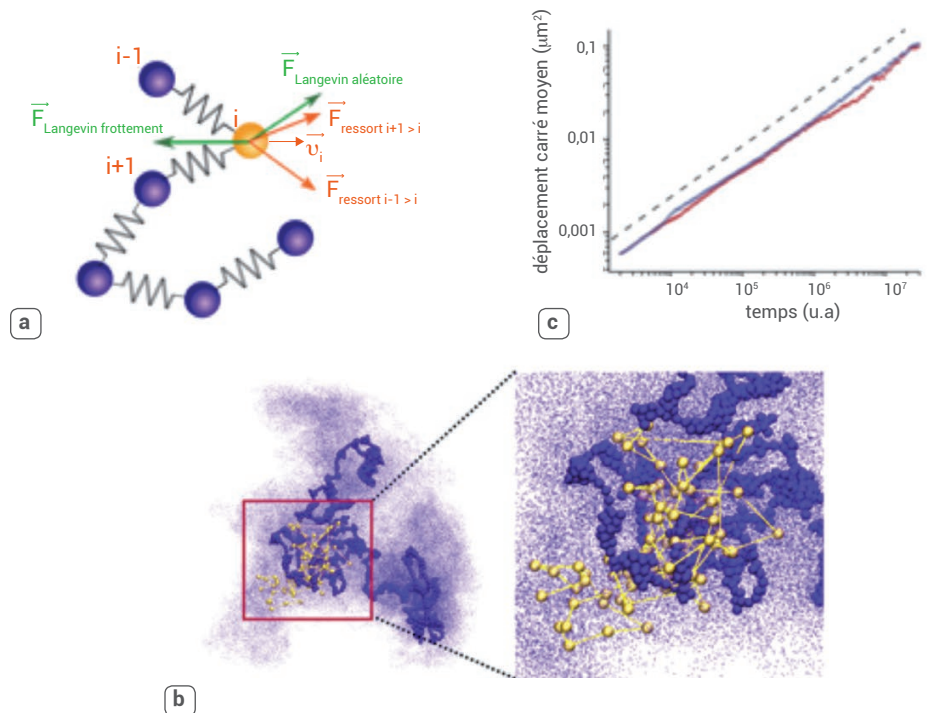 i-1
F Langevin aléatoire
F Langevin frottement
i
F ressort i+1 > i
υi
i+1
F ressort i-1 > i
a
déplacement carré moyen (μm²)
0,1
0,01
0,001
10⁴ 10⁵ 10⁶ 10⁷
temps (u.a)
c
b